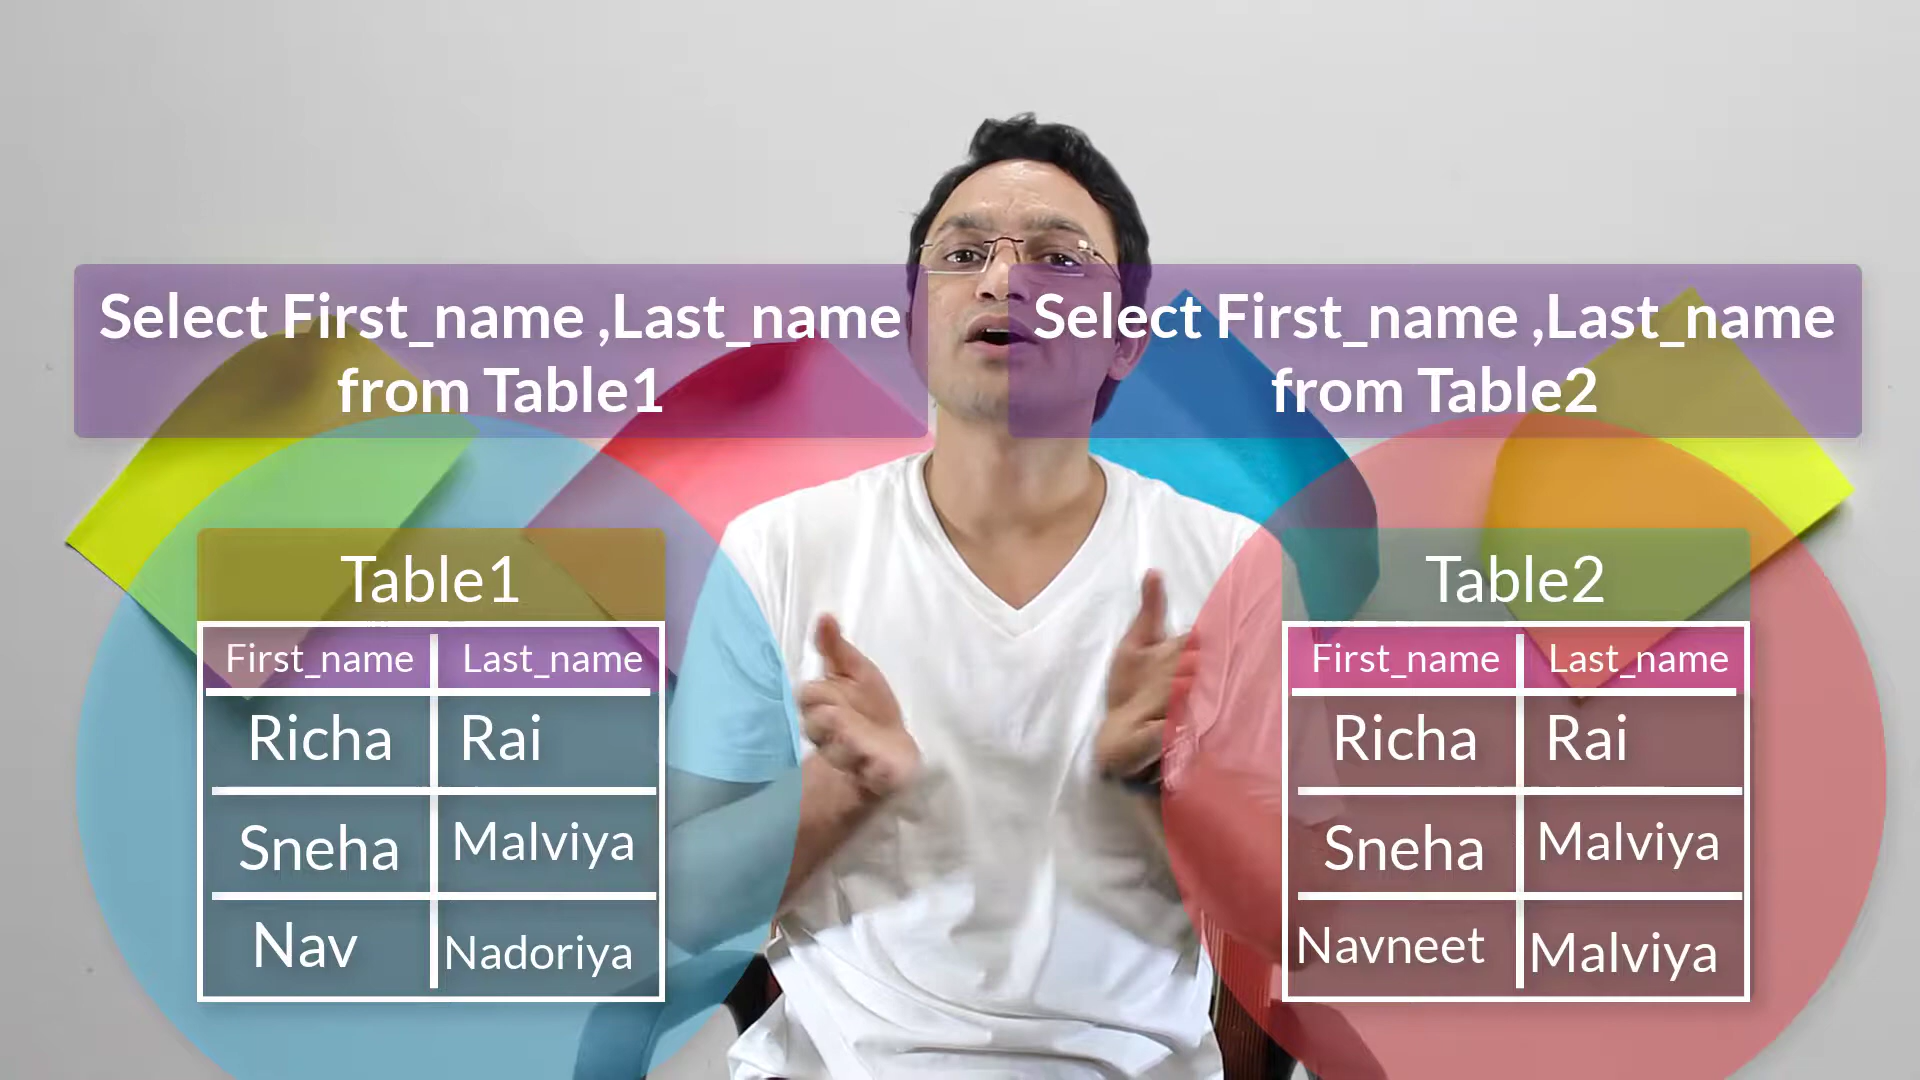 Select First_name ,Last_name
from Table1
Select First_name ,Last_name
from Table2
Table1
First_name Last_name
Richa Rai
Sneha Malviya
Nav Nadoriya
Table2
First_name Last_name
Richa Rai
Sneha Malviya
Navneet Malviya